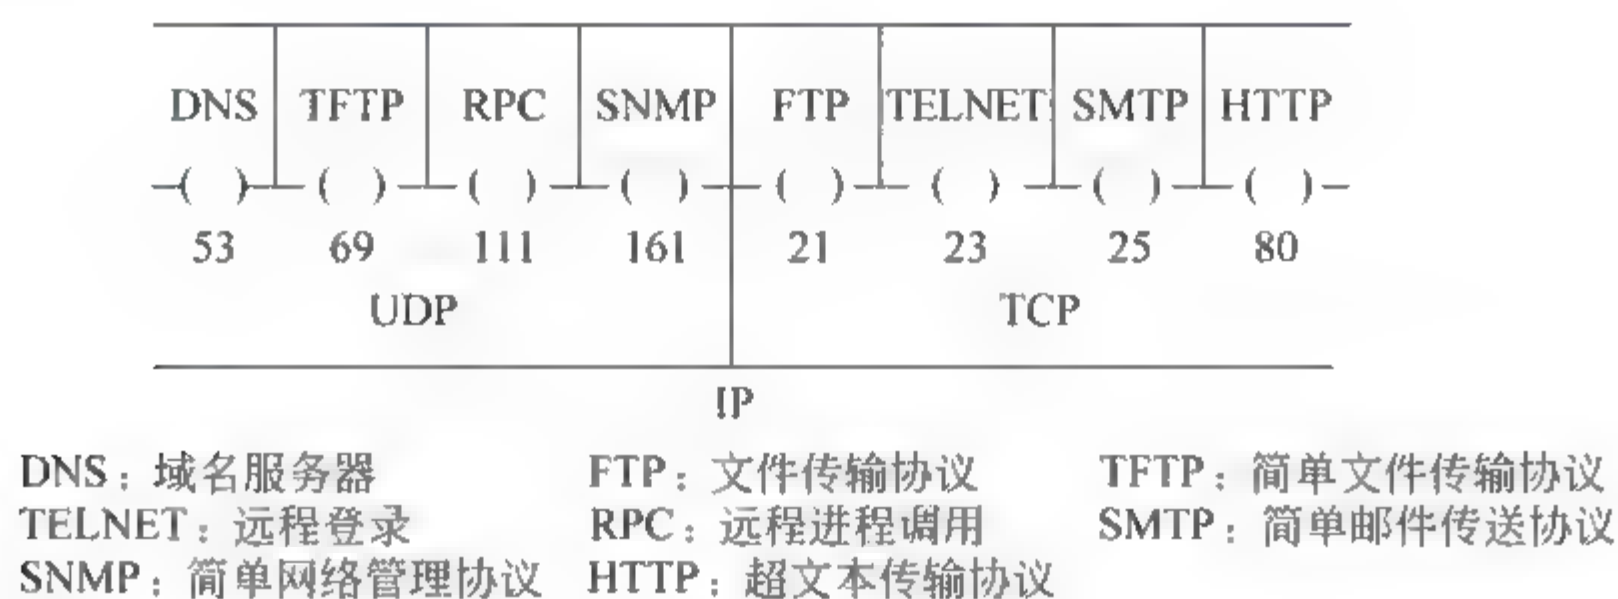 DNS TFTP RPC SNMP FTP TELNET SMTP HTTP
( ) ( ) ( ) ( ) ( ) ( ) ( ) ( )
53 69 111 161 21 23 25 80
UDP TCP
IP
DNS：域名服务器 FTP：文件传输协议 TFTP：简单文件传输协议
TELNET：远程登录 RPC：远程进程调用 SMTP：简单邮件传送协议
SNMP：简单网络管理协议 HTTP：超文本传输协议